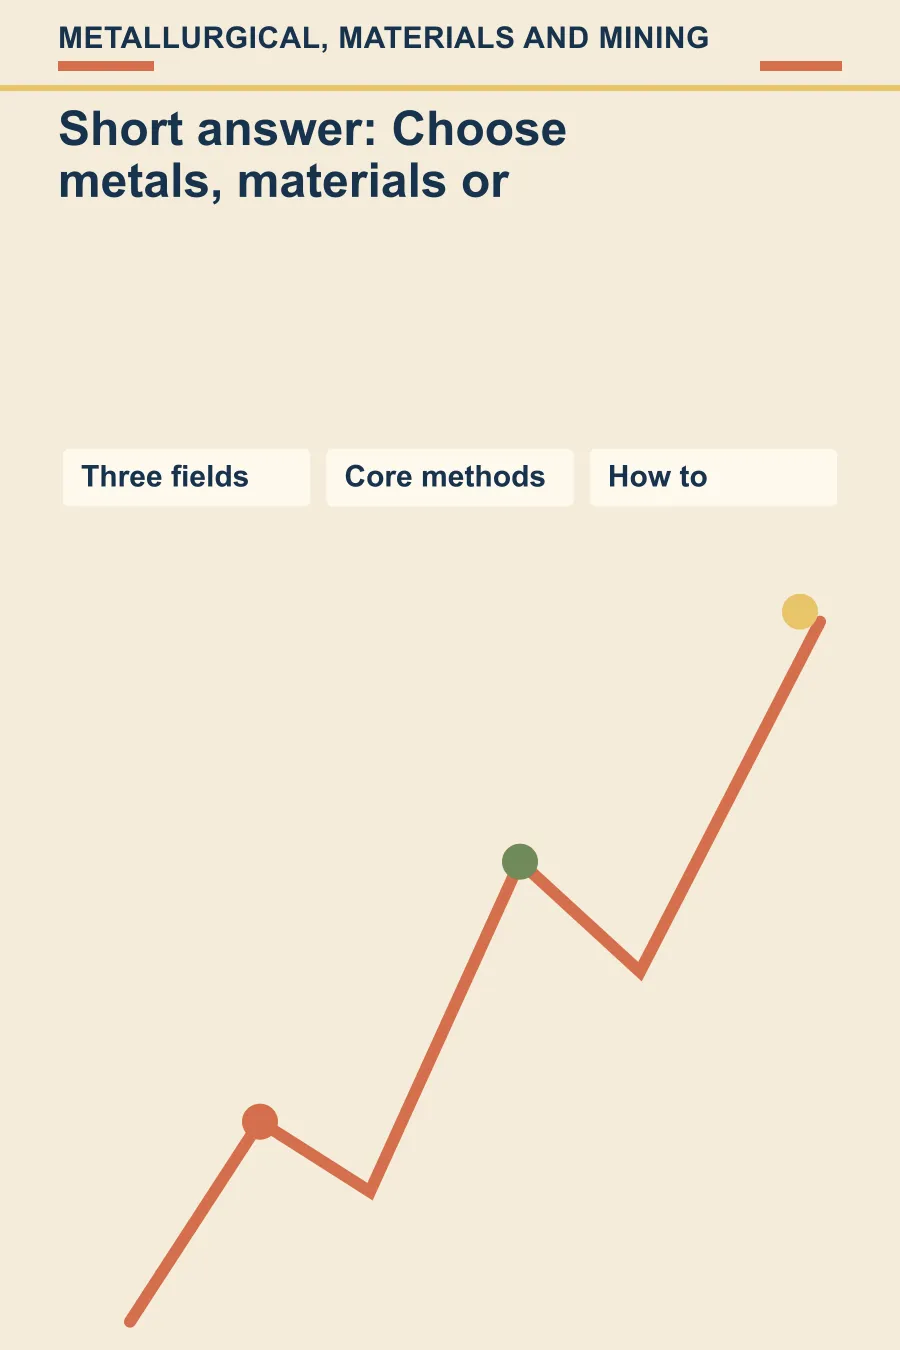 METALLURGICAL, MATERIALS AND MINING
Short answer: Choose
metals, materials or
Three fields
Core methods
How to